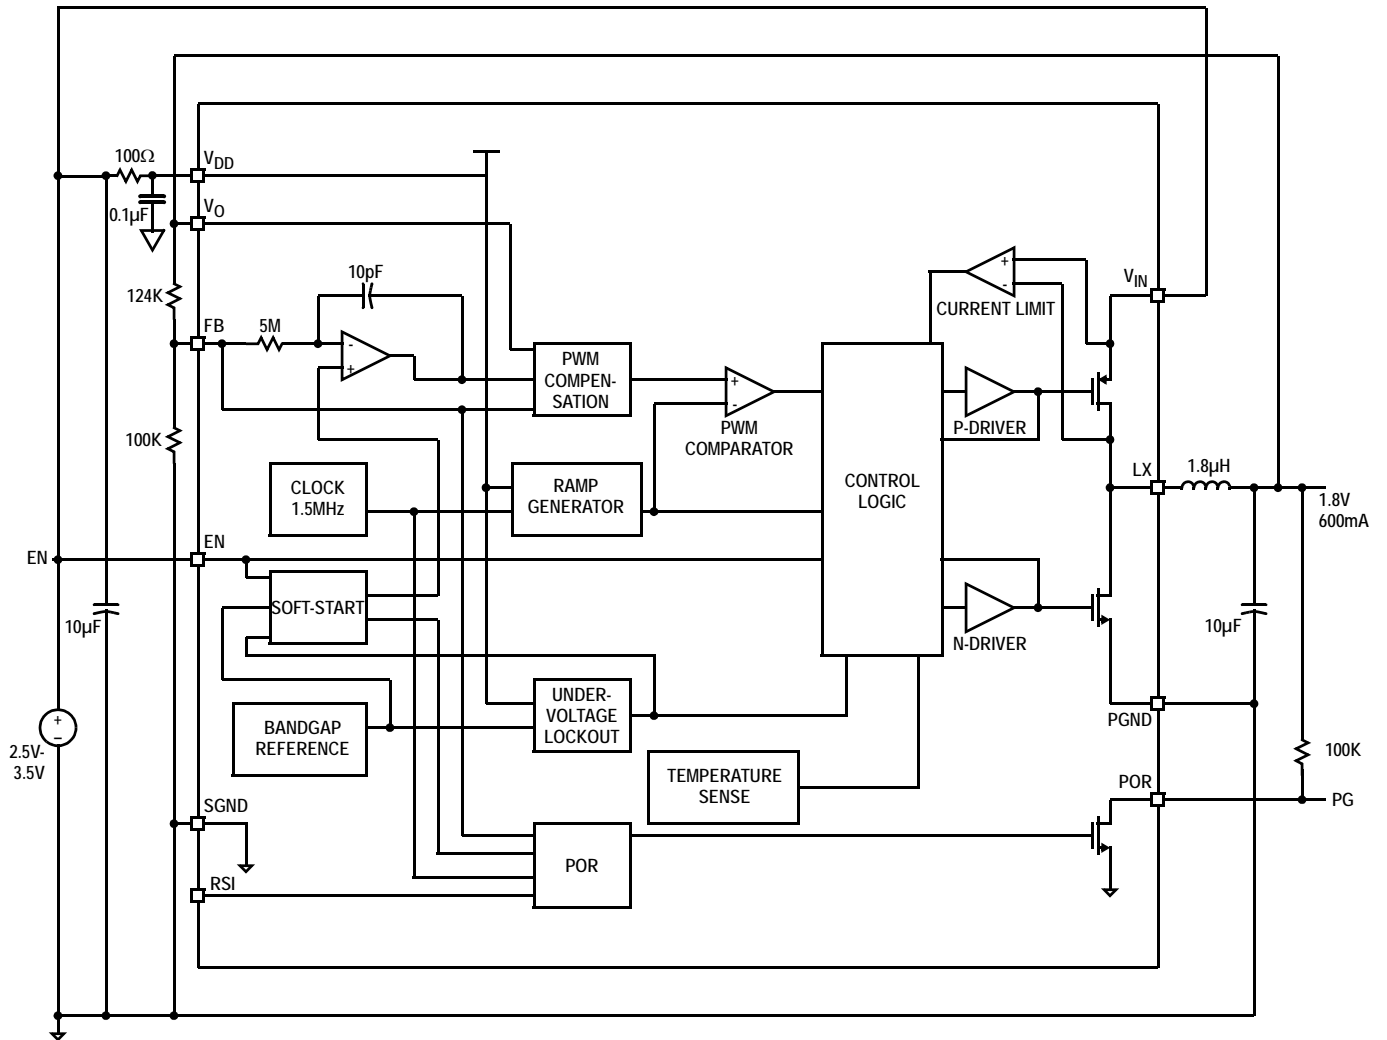 100Ω
VDD
0.1µF
VO
10pF
124K
FB
5M
-
+
PWM
COMPEN-
SATION
+
-
PWM
COMPARATOR
+
-
CURRENT LIMIT
VIN
P-DRIVER
100K
CLOCK
1.5MHz
RAMP
GENERATOR
CONTROL
LOGIC
LX
1.8µH
1.8V
600mA
EN
EN
SOFT-START
10µF
N-DRIVER
10µF
UNDER-
VOLTAGE
LOCKOUT
BANDGAP
REFERENCE
PGND
+
–
2.5V-
3.5V
TEMPERATURE
SENSE
100K
POR
PG
SGND
POR
RSI